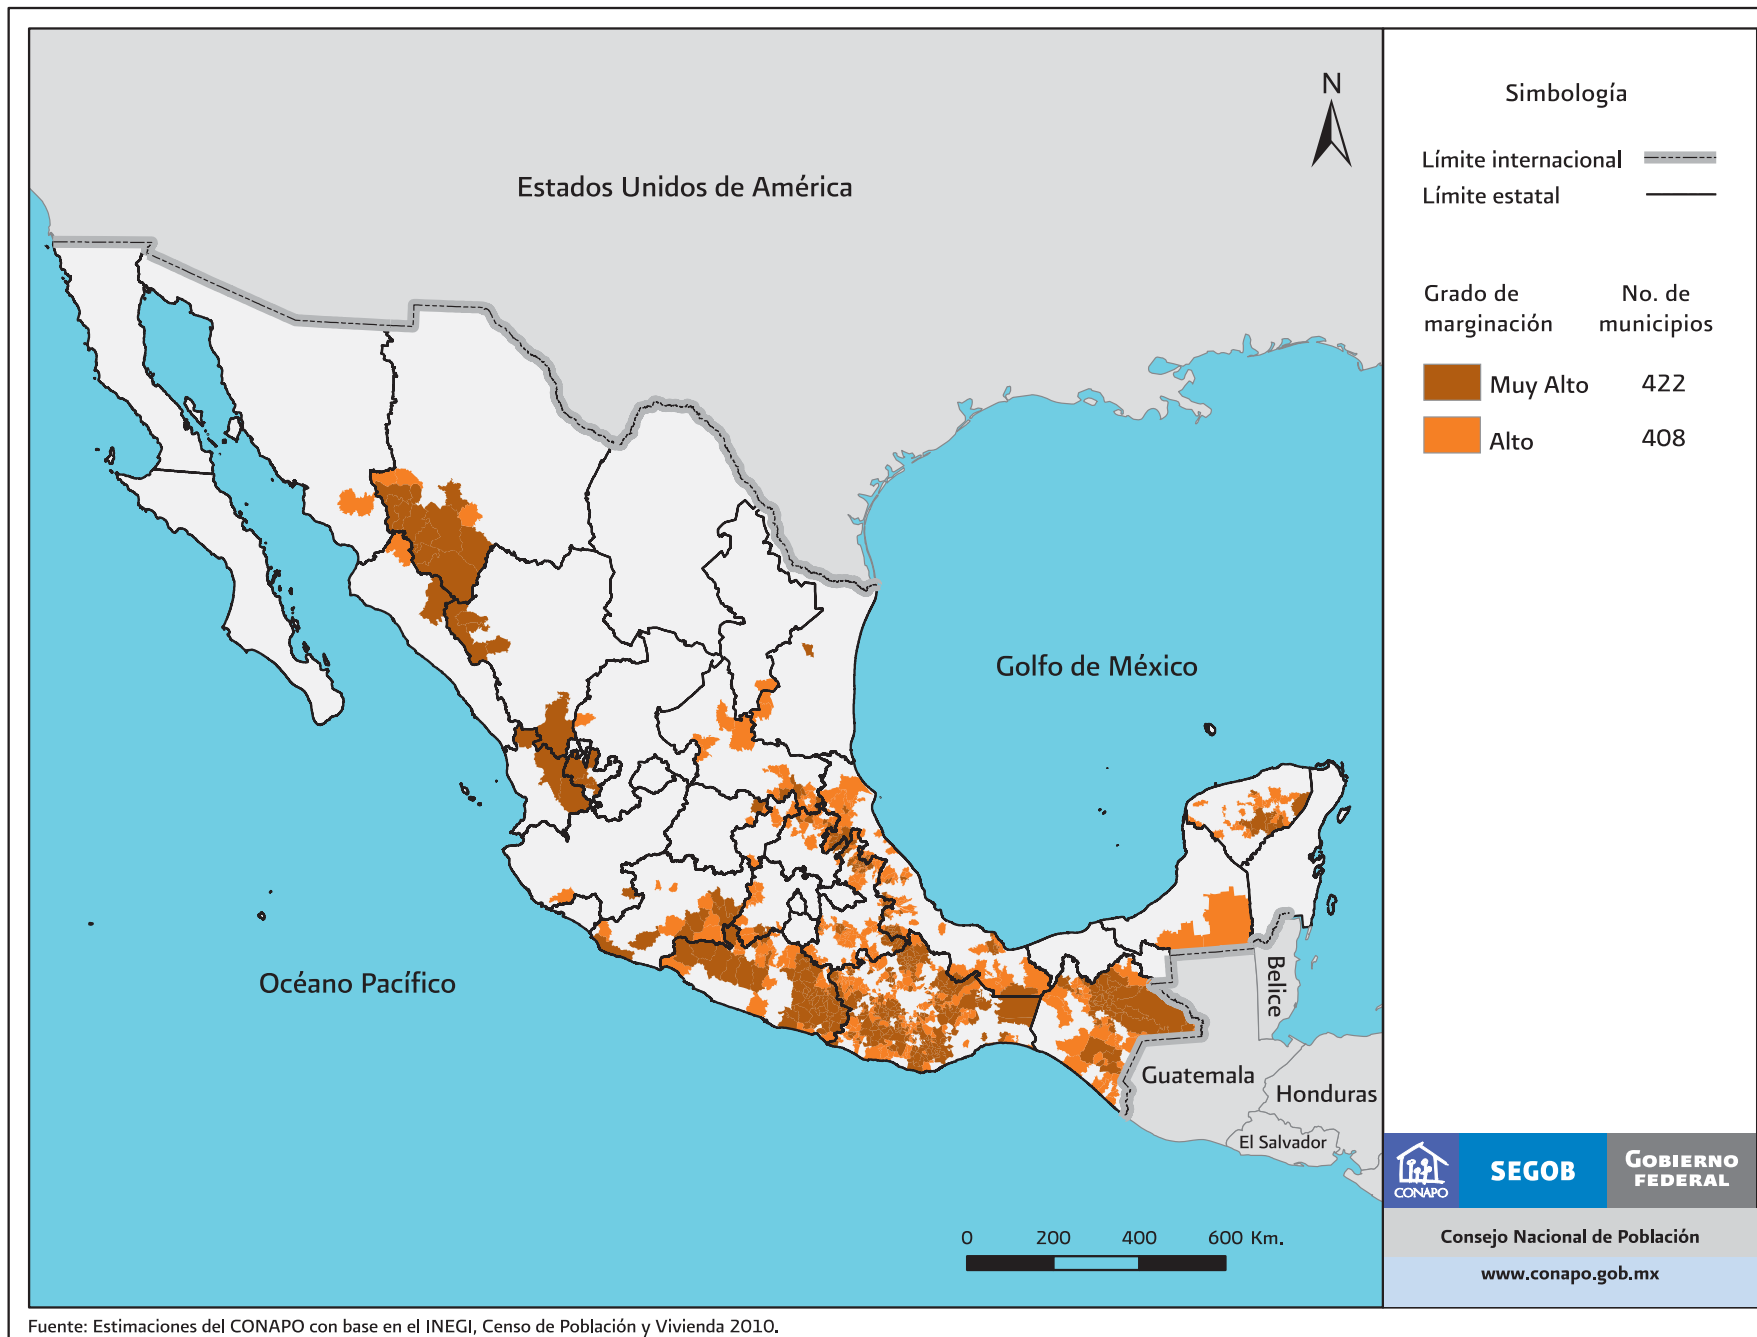 N
Estados Unidos de América
Golfo de México
Océano Pacífico
Belice
Guatemala
Honduras
El Salvador
0 200 400 600 Km.
Simbología
Límite internacional
Límite estatal
Grado de marginación
No. de municipios
Muy Alto 422
Alto 408
CONAPO
SEGOB
GOBIERNO
FEDERAL
Consejo Nacional de Población
www.conapo.gob.mx
Fuente: Estimaciones del CONAPO con base en el INEGI, Censo de Población y Vivienda 2010.